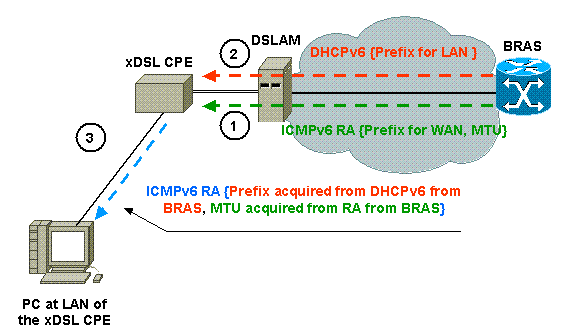 DSLAM
2
DHCPv6 {Prefix for LAN }
BRAS
xDSL CPE
1
ICMPv6 RA {Prefix for WAN, MTU}
3
ICMPv6 RA {Prefix acquired from DHCPv6 from
BRAS, MTU acquired from RA from BRAS}
PC at LAN of
the xDSL CPE